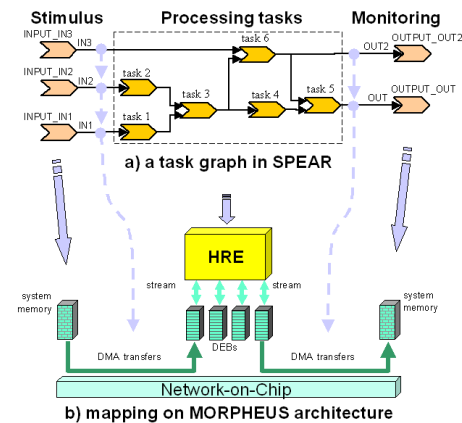 Stimulus Processing tasks Monitoring
INPUT_IN3 IN3 task 6 OUT2 OUTPUT_OUT2
INPUT_IN2 IN2 task 2 task 3 task 4 task 5 OUT OUTPUT_OUT
INPUT_IN1 IN1 task 1
a) a task graph in SPEAR
HRE
stream stream
system
memory
system
memory
DEBs
DMA transfers DMA transfers
Network-on-Chip
b) mapping on MORPHEUS architecture